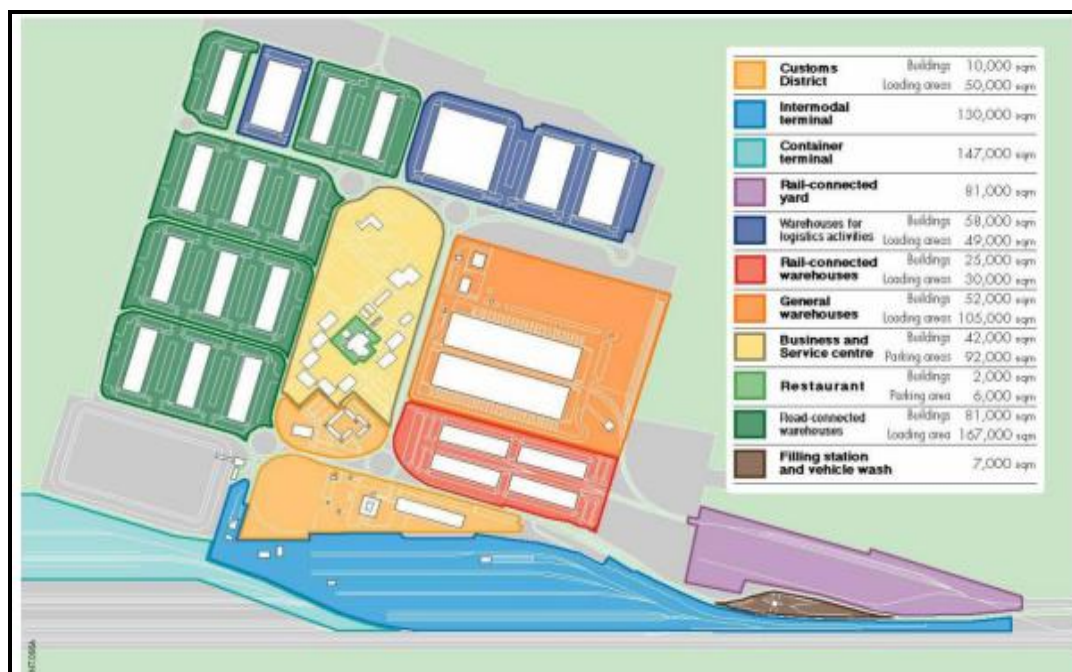 Customs District Buildings 10,000 sqm
Loading areas 50,000 sqm
Intermodal terminal 130,000 sqm
Container terminal 147,000 sqm
Rail-connected yard 81,000 sqm
Warehouses for logistics activities Buildings 58,000 sqm
Loading areas 49,000 sqm
Rail-connected warehouses Buildings 25,000 sqm
Loading areas 30,000 sqm
General warehouses Buildings 52,000 sqm
Loading areas 105,000 sqm
Business and Service centre Buildings 42,000 sqm
Parking areas 92,000 sqm
Restaurant Buildings 2,000 sqm
Parking area 6,000 sqm
Road-connected warehouses Buildings 81,000 sqm
Loading area 167,000 sqm
Filling station and vehicle wash 7,000 sqm